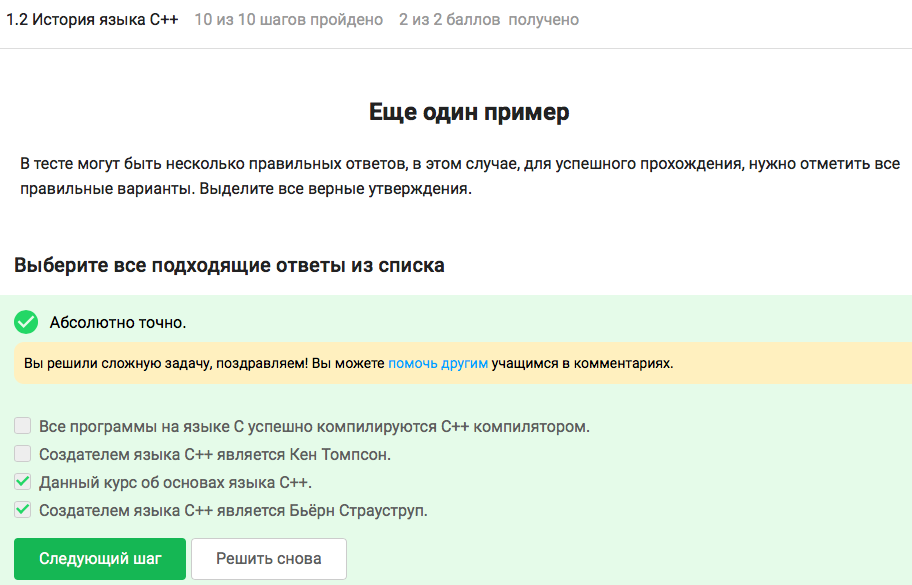 1.2 История языка C++ 10 из 10 шагов пройдено 2 из 2 баллов получено
Еще один пример
В тесте могут быть несколько правильных ответов, в этом случае, для успешного прохождения, нужно отметить все
правильные варианты. Выделите все верные утверждения.
Выберите все подходящие ответы из списка
Абсолютно точно.
Вы решили сложную задачу, поздравляем! Вы можете помочь другим учащимся в комментариях.
Все программы на языке C успешно компилируются C++ компилятором.
Создателем языка C++ является Кен Томпсон.
Данный курс об основах языка C++.
Создателем языка C++ является Бьёрн Страуструп.
Следующий шаг Решить снова